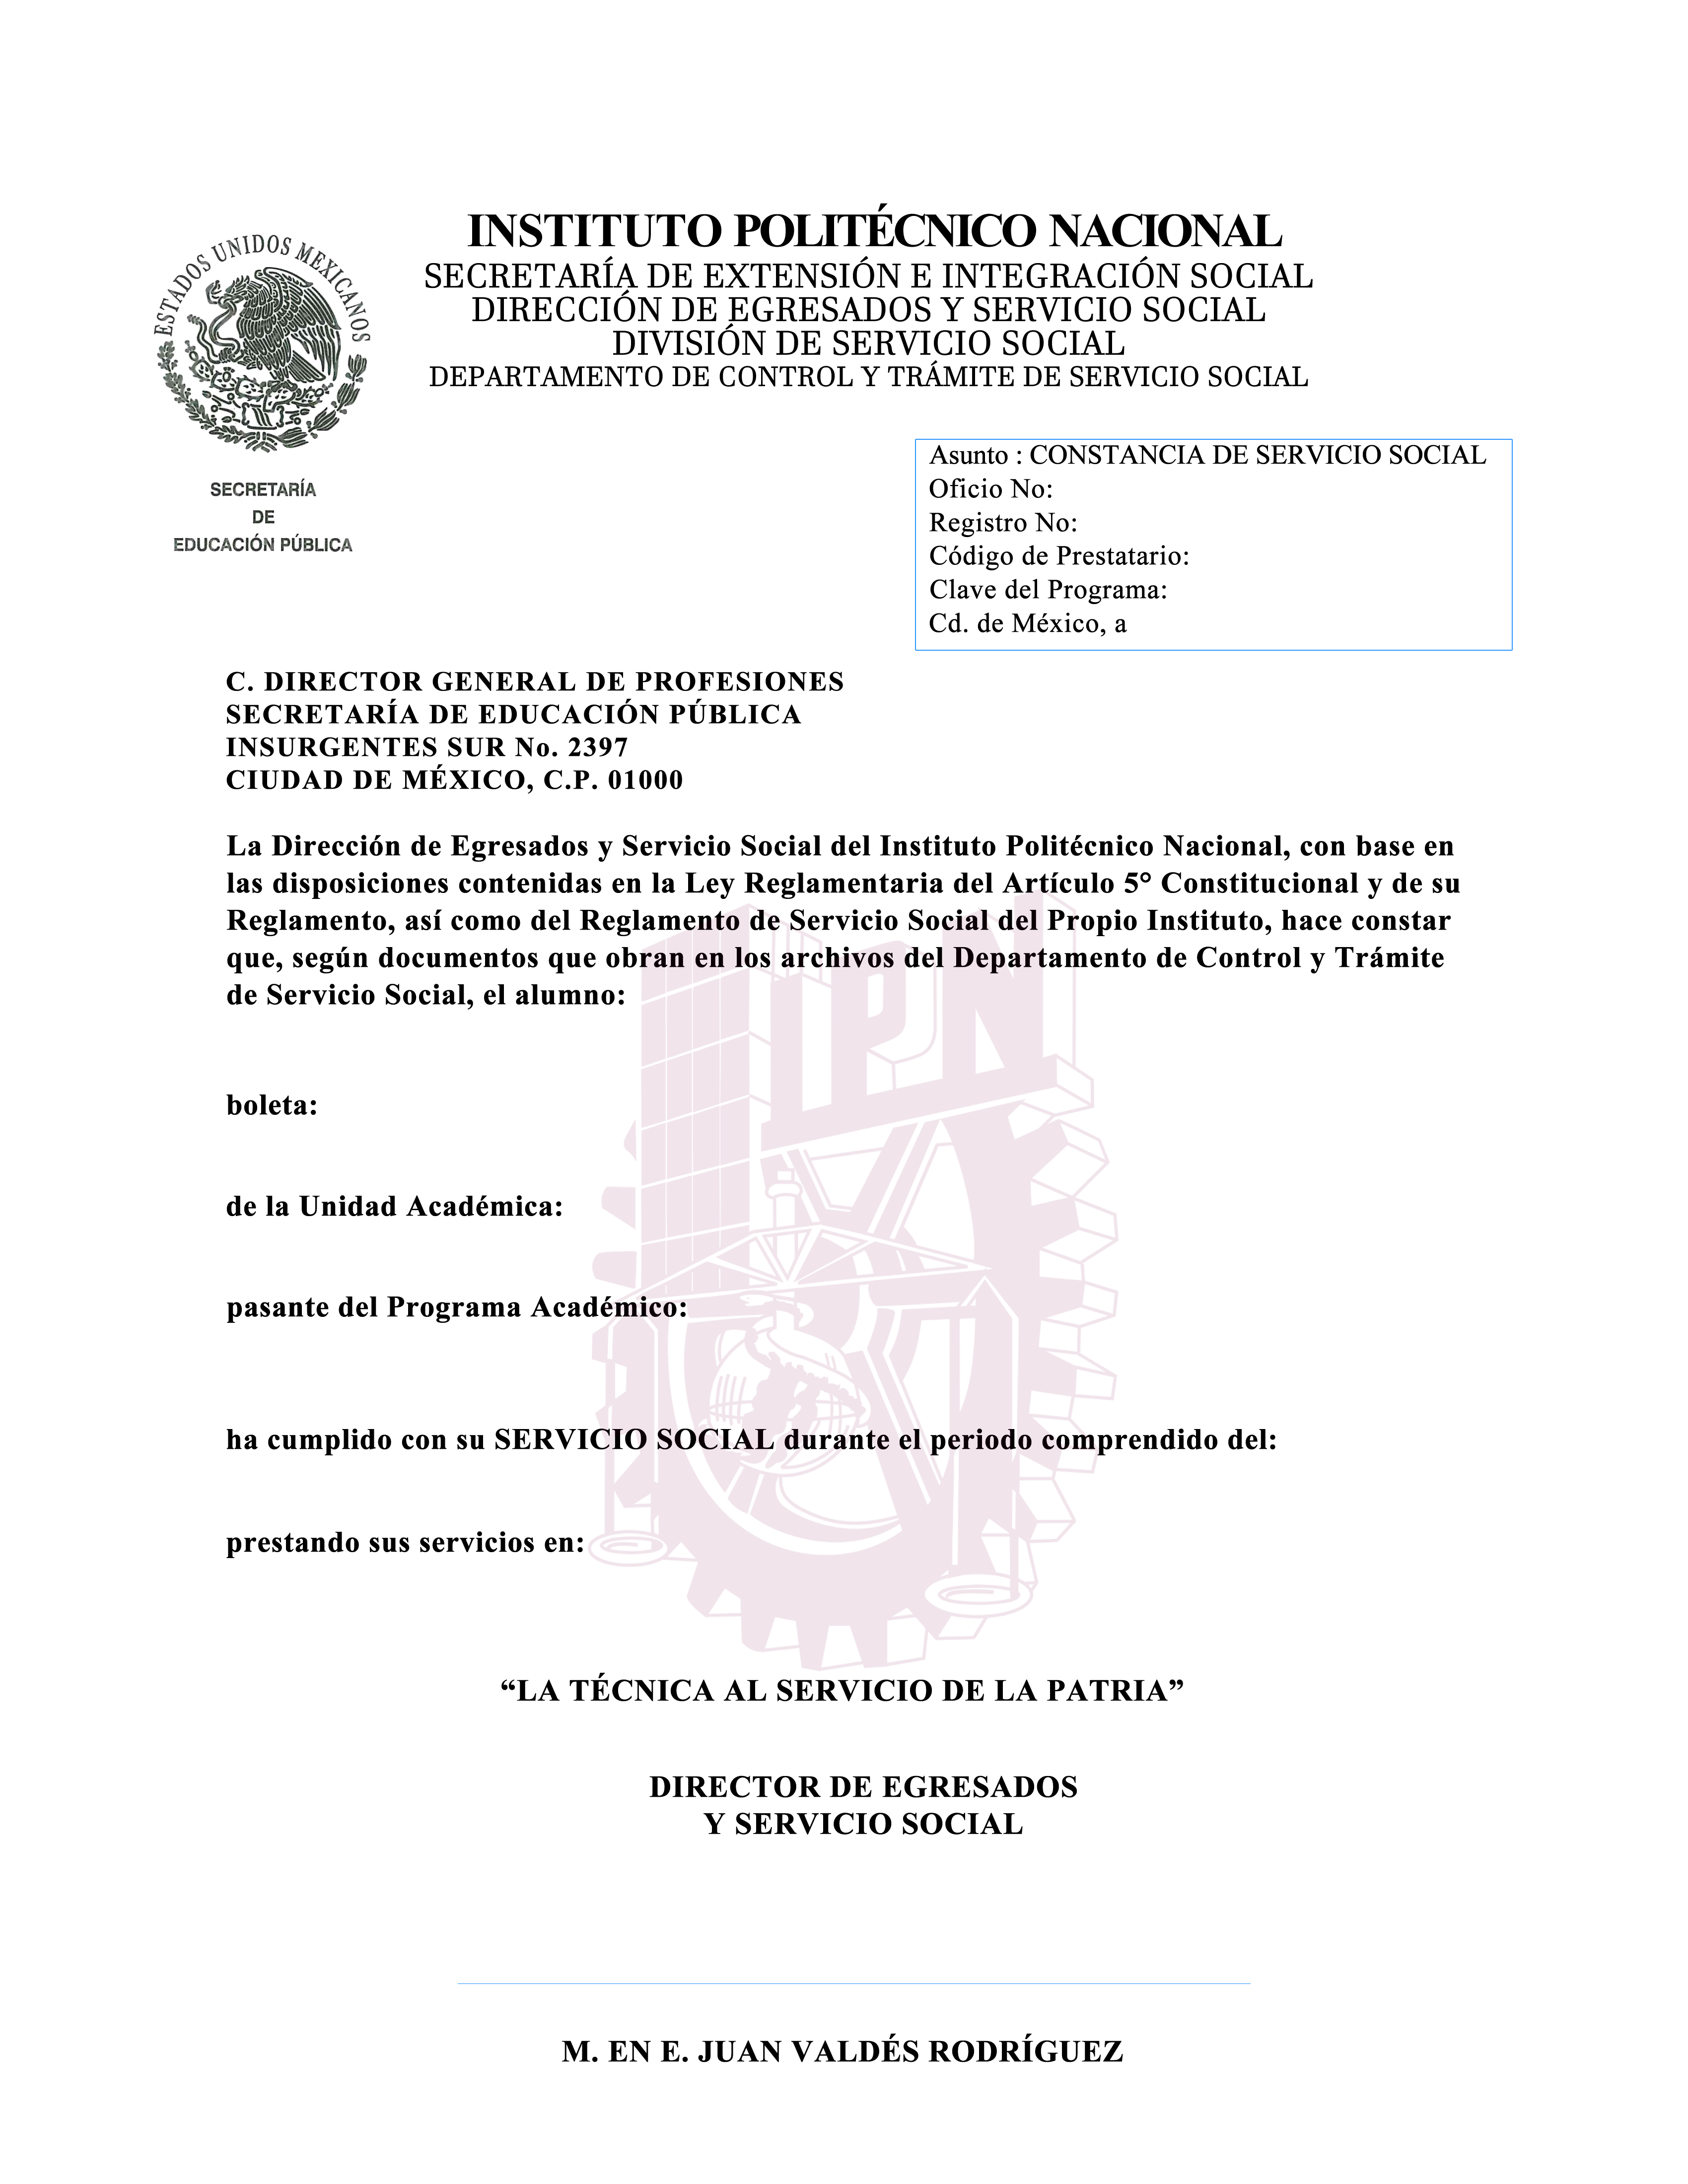 INSTITUTO POLITÉCNICO NACIONAL
SECRETARÍA DE EXTENSIÓN E INTEGRACIÓN SOCIAL
DIRECCIÓN DE EGRESADOS Y SERVICIO SOCIAL
DIVISIÓN DE SERVICIO SOCIAL
DEPARTAMENTO DE CONTROL Y TRÁMITE DE SERVICIO SOCIAL
ESTADOS UNIDOS MEXICANOS
SECRETARÍA
DE
EDUCACIÓN PÚBLICA
Asunto : CONSTANCIA DE SERVICIO SOCIAL
Oficio No:
Registro No:
Código de Prestatario:
Clave del Programa:
Cd. de México, a
C. DIRECTOR GENERAL DE PROFESIONES
SECRETARÍA DE EDUCACIÓN PÚBLICA
INSURGENTES SUR No. 2397
CIUDAD DE MÉXICO, C.P. 01000
La Dirección de Egresados y Servicio Social del Instituto Politécnico Nacional, con base en
las disposiciones contenidas en la Ley Reglamentaria del Artículo 5° Constitucional y de su
Reglamento, así como del Reglamento de Servicio Social del Propio Instituto, hace constar
que, según documentos que obran en los archivos del Departamento de Control y Trámite
de Servicio Social, el alumno:
IPN
boleta:
de la Unidad Académica:
pasante del Programa Académico:
ha cumplido con su SERVICIO SOCIAL durante el periodo comprendido del:
prestando sus servicios en:
“LA TÉCNICA AL SERVICIO DE LA PATRIA”
DIRECTOR DE EGRESADOS
Y SERVICIO SOCIAL
M. EN E. JUAN VALDÉS RODRÍGUEZ